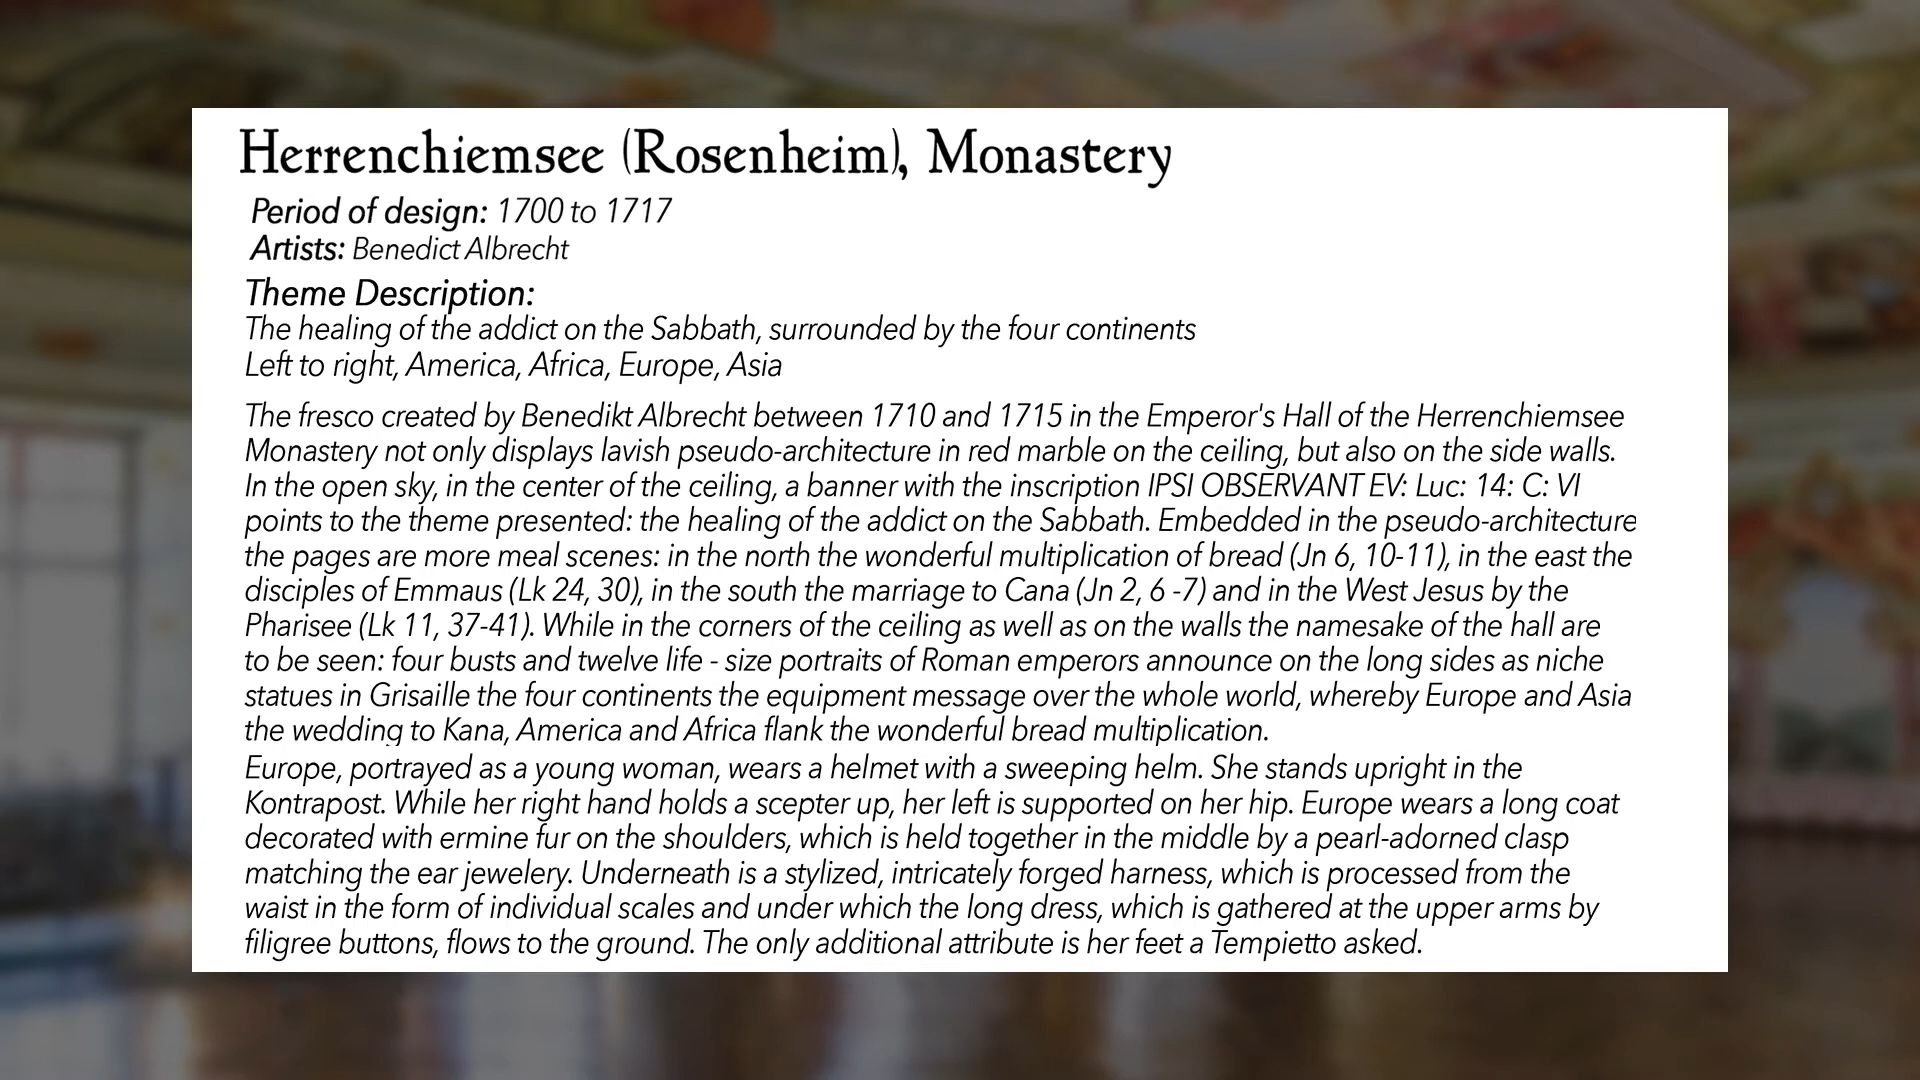 Herrenchiemsee (Rosenheim), Monastery
Period of design: 1700 to 1717
Artists: Benedict Albrecht
Theme Description:
The healing of the addict on the Sabbath, surrounded by the four continents
Left to right, America, Africa, Europe, Asia
The fresco created by Benedikt Albrecht between 1710 and 1715 in the Emperor's Hall of the Herrenchiemsee
Monastery not only displays lavish pseudo-architecture in red marble on the ceiling, but also on the side walls.
In the open sky, in the center of the ceiling, a banner with the inscription IPSI OBSERVANT EV: Luc: 14: C: VI
points to the theme presented: the healing of the addict on the Sabbath. Embedded in the pseudo-architecture
the pages are more meal scenes: in the north the wonderful multiplication of bread (Jn 6, 10-11), in the east the
disciples of Emmaus (Lk 24, 30), in the south the marriage to Cana (Jn 2, 6 -7) and in the West Jesus by the
Pharisee (Lk 11, 37-41). While in the corners of the ceiling as well as on the walls the namesake of the hall are
to be seen: four busts and twelve life - size portraits of Roman emperors announce on the long sides as niche
statues in Grisaille the four continents the equipment message over the whole world, whereby Europe and Asia
the wedding to Kana, America and Africa flank the wonderful bread multiplication.
Europe, portrayed as a young woman, wears a helmet with a sweeping helm. She stands upright in the
Kontrapost. While her right hand holds a scepter up, her left is supported on her hip. Europe wears a long coat
decorated with ermine fur on the shoulders, which is held together in the middle by a pearl-adorned clasp
matching the ear jewelery. Underneath is a stylized, intricately forged harness, which is processed from the
waist in the form of individual scales and under which the long dress, which is gathered at the upper arms by
filigree buttons, flows to the ground. The only additional attribute is her feet a Tempietto asked.